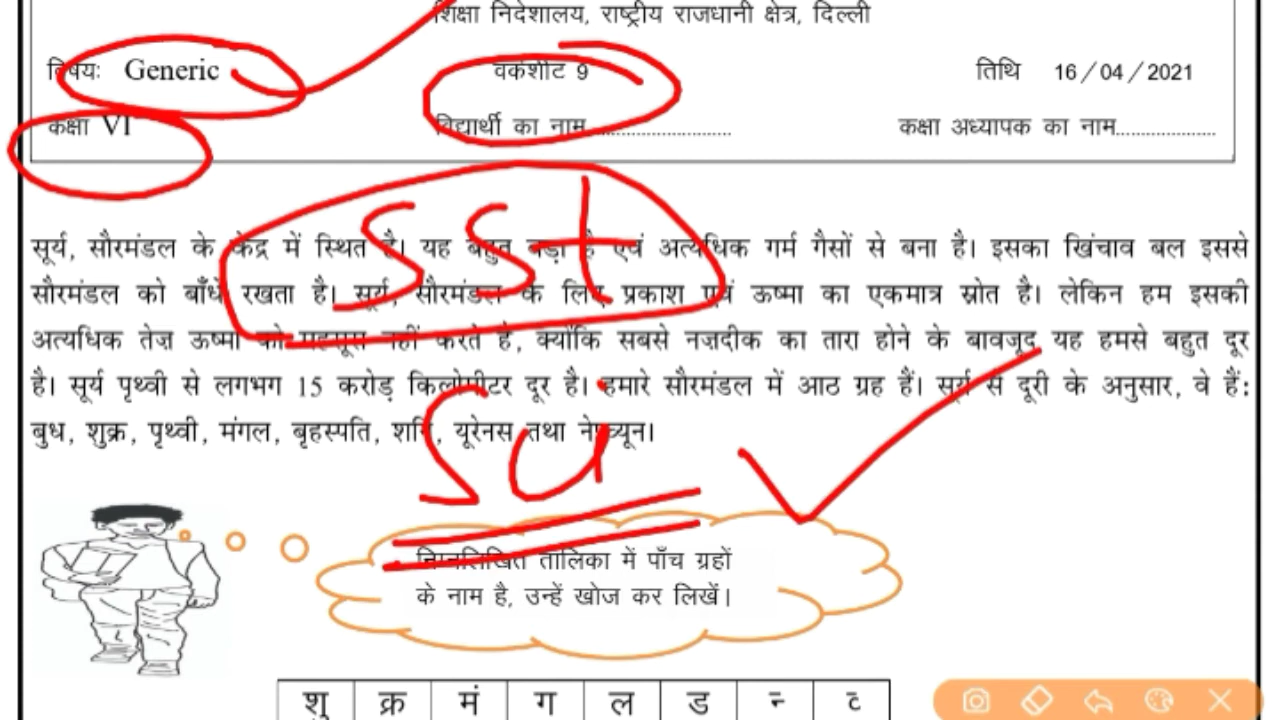 शिक्षा निदेशालय, राष्ट्रीय राजधानी क्षेत्र, दिल्ली
विषयः Generic वर्कशीट 9 तिथि 16/04/2021
कक्षा VI विद्यार्थी का नाम.......................... कक्षा अध्यापक का नाम...................
SSt
सूर्य, सौरमंडल के केंद्र में स्थित है। यह बहुत बड़ा है एवं अत्यधिक गर्म गैसों से बना है। इसका खिंचाव बल इससे
सौरमंडल को बाँधे रखता है। सूर्य, सौरमंडल के लिए प्रकाश एवं ऊष्मा का एकमात्र स्रोत है। लेकिन हम इसकी
अत्यधिक तेज़ ऊष्मा को महसूस नहीं करते है, क्योंकि सबसे नज़दीक का तारा होने के बावजूद यह हमसे बहुत दूर
है। सूर्य पृथ्वी से लगभग 15 करोड़ किलोमीटर दूर है। हमारे सौरमंडल में आठ ग्रह हैं। सूर्य से दूरी के अनुसार, वे हैं:
बुध, शुक्र, पृथ्वी, मंगल, बृहस्पति, शनि, यूरेनस तथा नेप्च्यून।
निम्नलिखित तालिका में पाँच ग्रहों
के नाम है, उन्हें खोज कर लिखें।
शु क्र मं ग ल ड